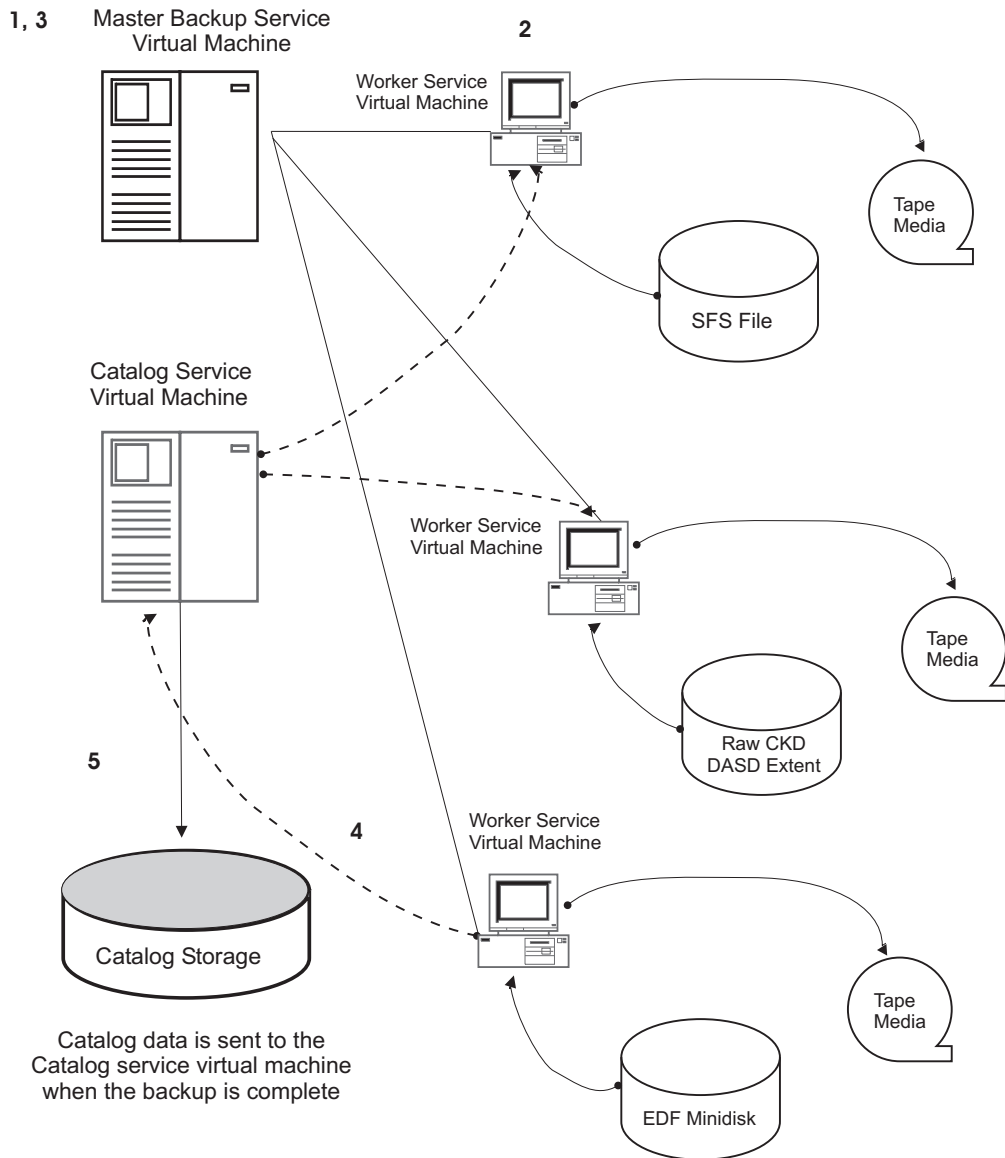 1, 3
Master Backup Service
Virtual Machine
2
Worker Service
Virtual Machine
Tape
Media
SFS File
Catalog Service
Virtual Machine
Worker Service
Virtual Machine
Tape
Media
Raw CKD
DASD Extent
5
4
Worker Service
Virtual Machine
Catalog Storage
Tape
Media
Catalog data is sent to the
Catalog service virtual machine
when the backup is complete
EDF Minidisk